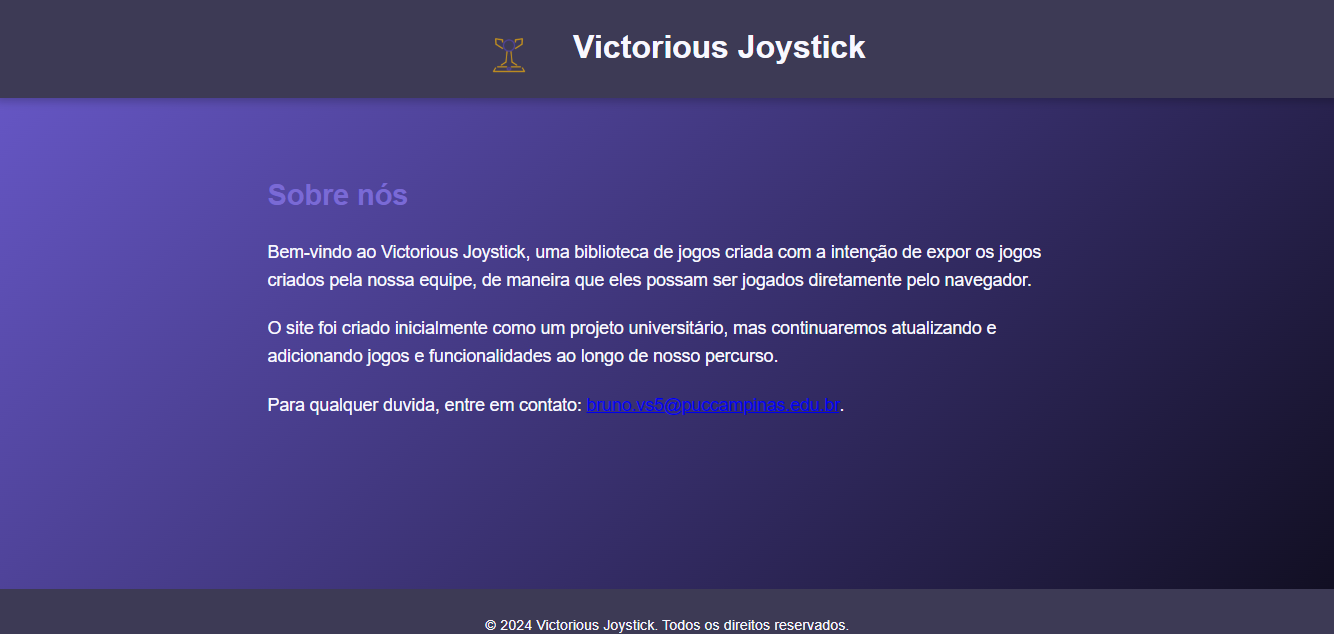 Victorious Joystick
Sobre nós
Bem-vindo ao Victorious Joystick, uma biblioteca de jogos criada com a intenção de expor os jogos
criados pela nossa equipe, de maneira que eles possam ser jogados diretamente pelo navegador.
O site foi criado inicialmente como um projeto universitário, mas continuaremos atualizando e
adicionando jogos e funcionalidades ao longo de nosso percurso.
Para qualquer duvida, entre em contato: bruno.vs5@puccampinas.edu.br.
© 2024 Victorious Joystick. Todos os direitos reservados.